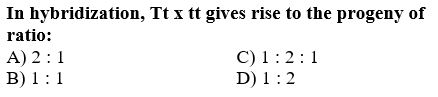 In hybridization, Tt x tt gives rise to the progeny of
ratio:
A) 2 : 1 C) 1 : 2 : 1
B) 1 : 1 D) 1 : 2